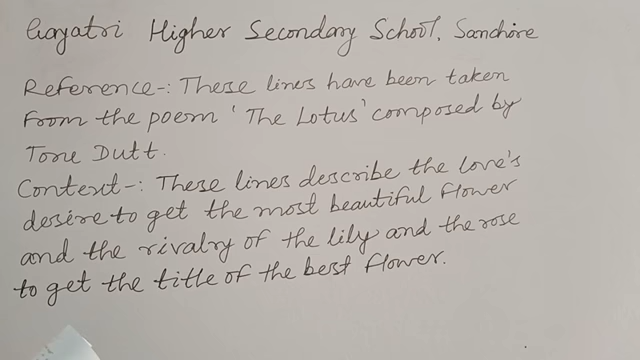 Gayatri Higher Secondary School, Sanchore
Reference-: These lines have been taken
From the poem 'The Lotus' composed by
Toru Dutt.
Context-: These lines describe the love's
desire to get the most beautiful flower
and the rivalry of the lily and the rose
to get the title of the best flower.